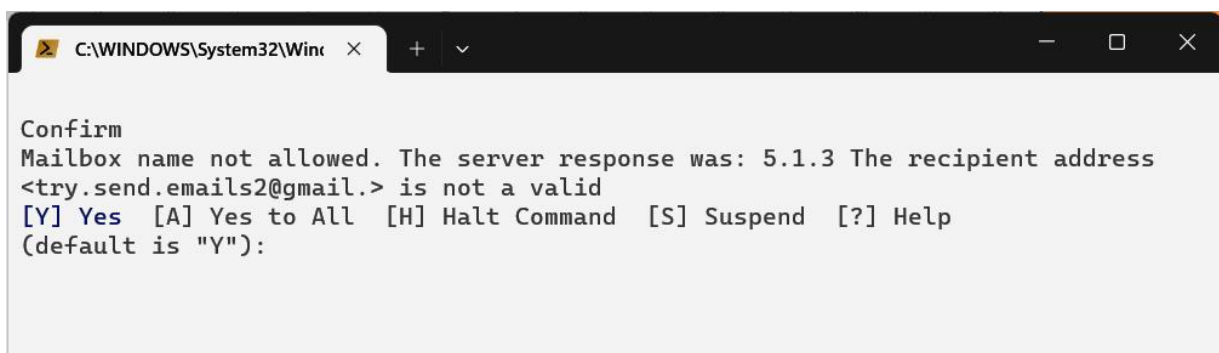 C:\WINDOWS\System32\Wind
Confirm
Mailbox name not allowed. The server response was: 5.1.3 The recipient address
<try.send.emails2@gmail.> is not a valid
[Y] Yes  [A] Yes to All  [H] Halt Command  [S] Suspend  [?] Help
(default is "Y"):